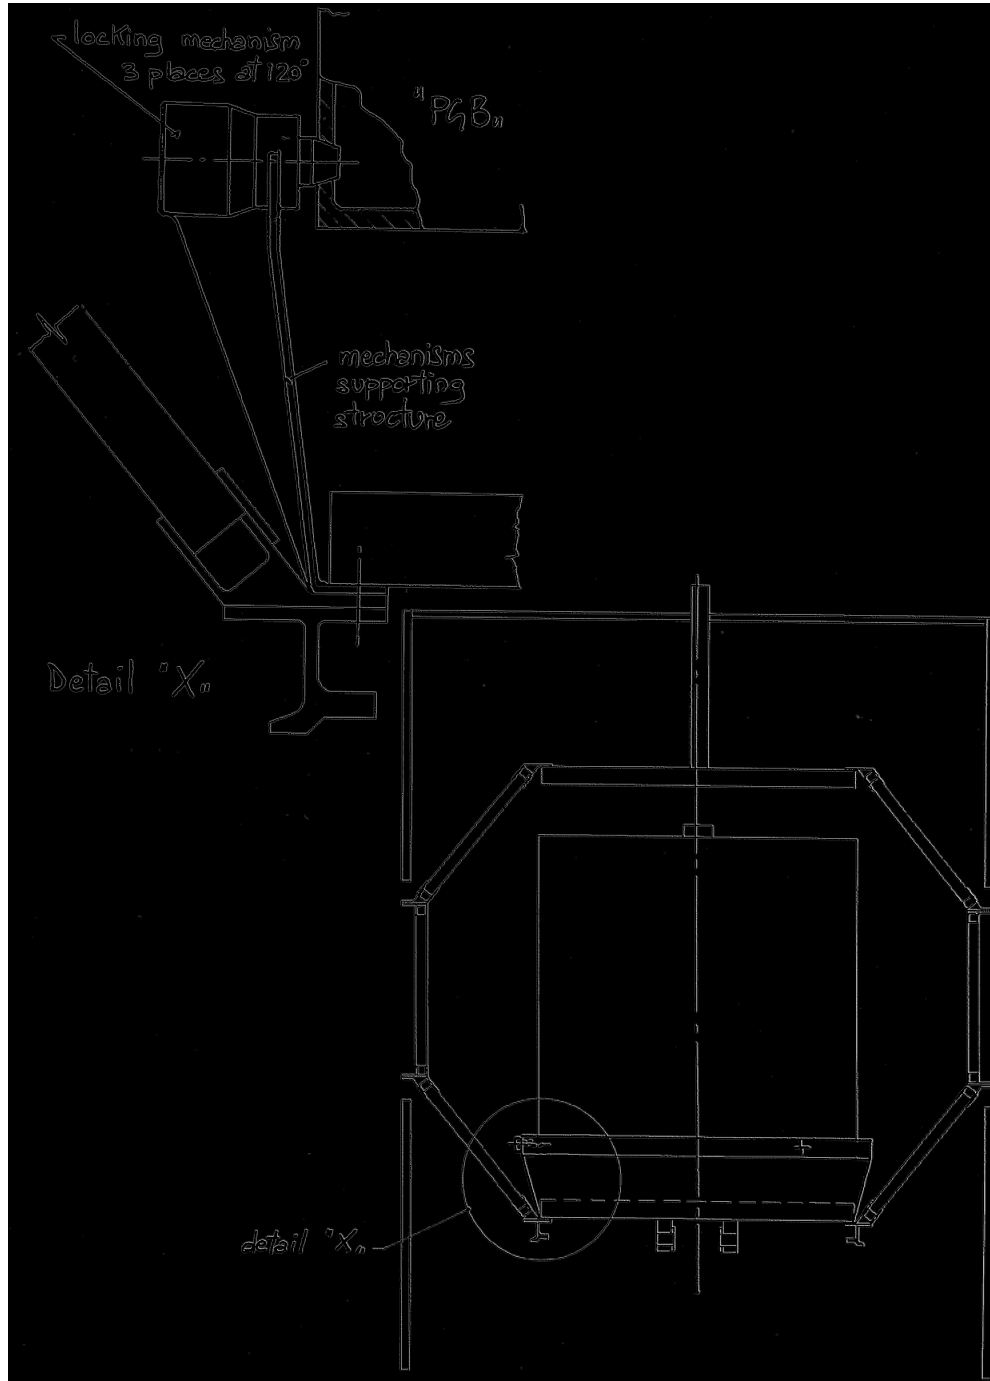 locking mechanism
3 places at 120°
"PGB"
mechanisms
supporting
structure
Detail "X"
detail "X"